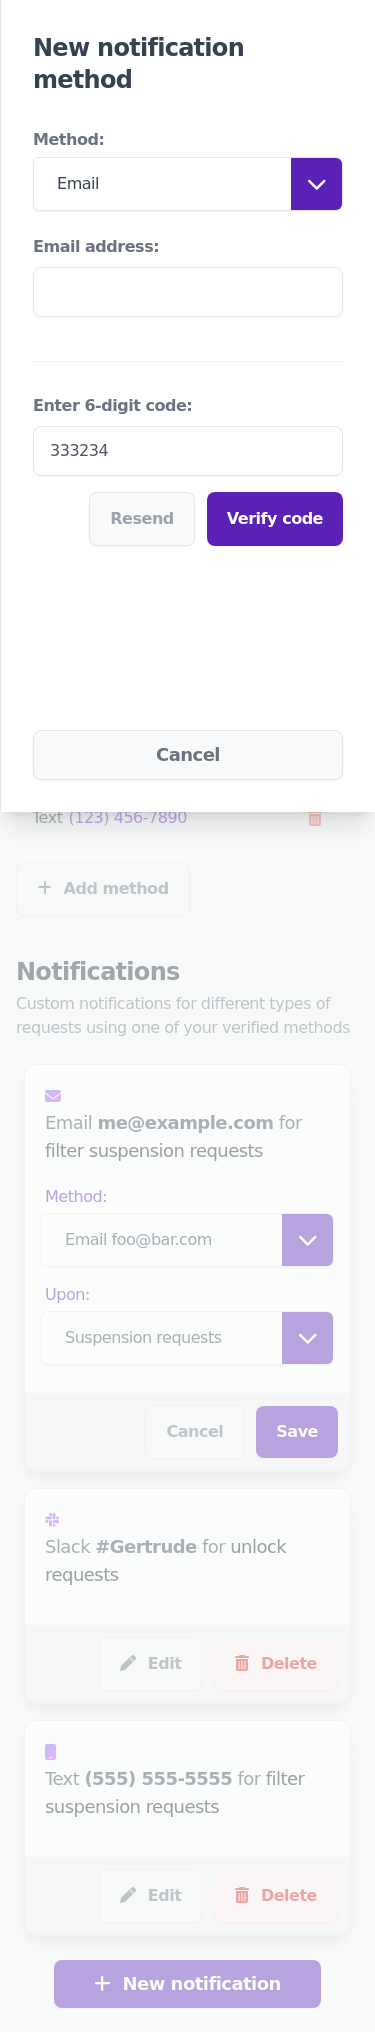 New notification
method
Method:
Email
Email address:
Enter 6-digit code:
333234
Resend
Verify code
Cancel
Text (123) 456-7890
Add method
Notifications
Custom notifications for different types of
requests using one of your verified methods
Email me@example.com for
filter suspension requests
Method:
Email foo@bar.com
Upon:
Suspension requests
Cancel
Save
Slack #Gertrude for unlock
requests
Edit
Delete
Text (555) 555-5555 for filter
suspension requests
Edit
Delete
New notification